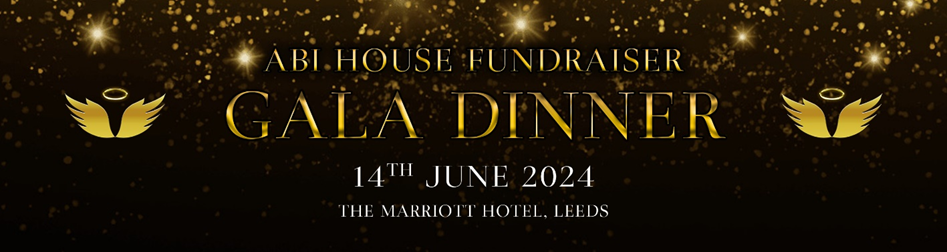 ABI HOUSE FUNDRAISER
GALA DINNER
14TH JUNE 2024
THE MARRIOTT HOTEL, LEEDS